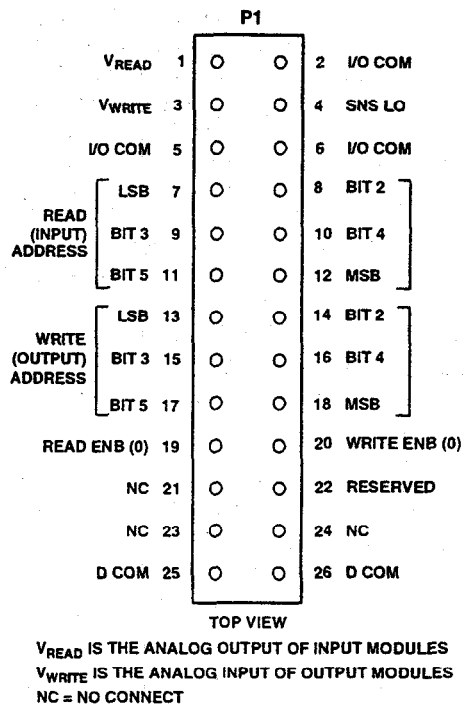 P1
V_READ 1 2 I/O COM
V_WRITE 3 4 SNS LO
I/O COM 5 6 I/O COM
LSB 7 8 BIT 2
READ (INPUT) ADDRESS
BIT 3 9 10 BIT 4
BIT 5 11 12 MSB
LSB 13 14 BIT 2
WRITE (OUTPUT) ADDRESS
BIT 3 15 16 BIT 4
BIT 5 17 18 MSB
READ ENB (0) 19 20 WRITE ENB (0)
NC 21 22 RESERVED
NC 23 24 NC
D COM 25 26 D COM
TOP VIEW
V_READ IS THE ANALOG OUTPUT OF INPUT MODULES
V_WRITE IS THE ANALOG INPUT OF OUTPUT MODULES
NC = NO CONNECT